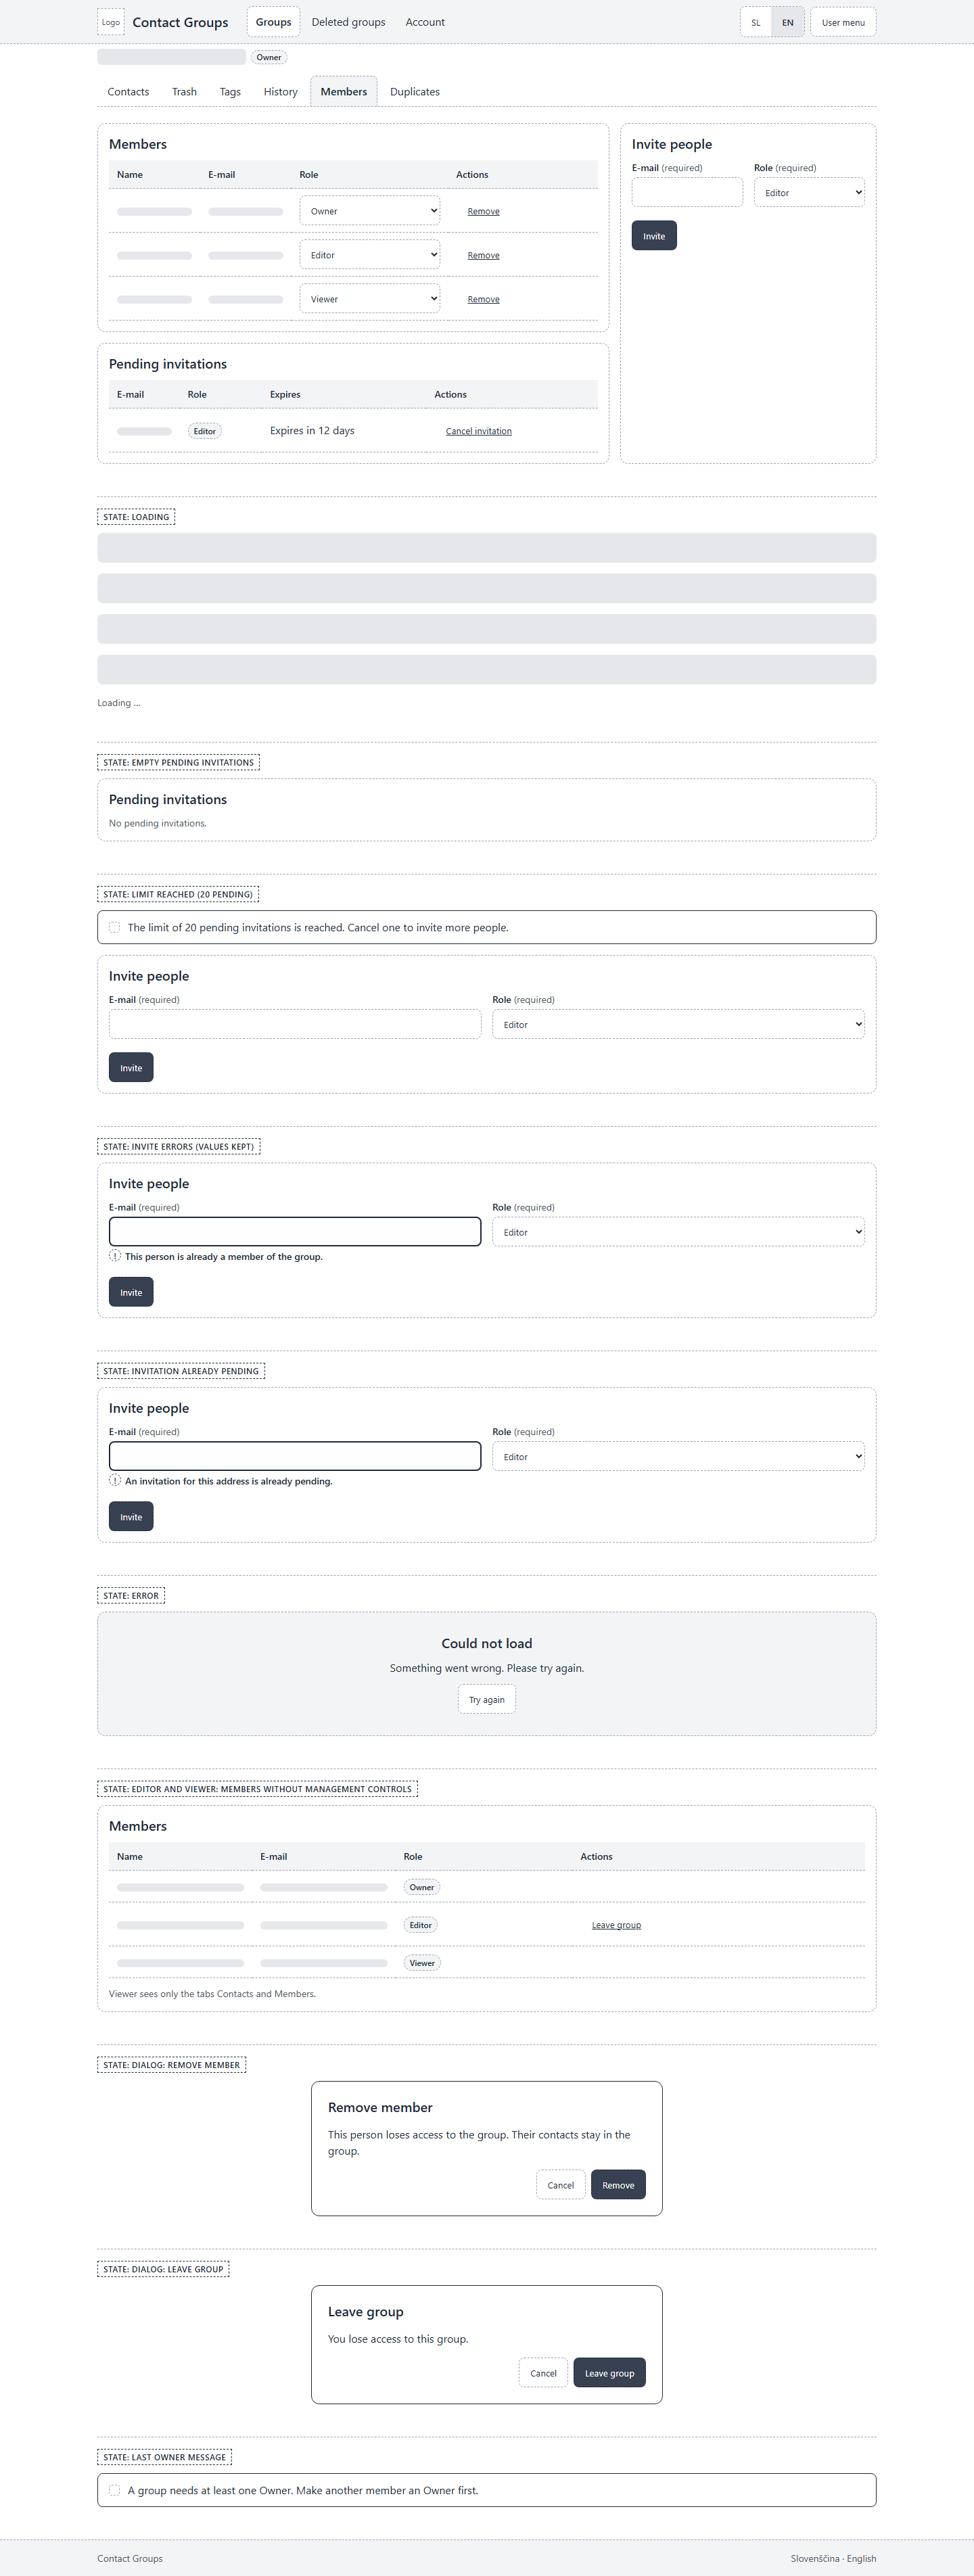 Logo Contact Groups Groups Deleted groups Account SL EN User menu
Owner
Contacts Trash Tags History Members Duplicates
Members
Name E-mail Role Actions
Owner Remove
Editor Remove
Viewer Remove
Invite people
E-mail (required) Role (required)
Editor
Invite
Pending invitations
E-mail Role Expires Actions
Editor Expires in 12 days Cancel invitation
STATE: LOADING
Loading …
STATE: EMPTY PENDING INVITATIONS
Pending invitations
No pending invitations.
STATE: LIMIT REACHED (20 PENDING)
The limit of 20 pending invitations is reached. Cancel one to invite more people.
Invite people
E-mail (required) Role (required)
Editor
Invite
STATE: INVITE ERRORS (VALUES KEPT)
Invite people
E-mail (required) Role (required)
Editor
! This person is already a member of the group.
Invite
STATE: INVITATION ALREADY PENDING
Invite people
E-mail (required) Role (required)
Editor
! An invitation for this address is already pending.
Invite
STATE: ERROR
Could not load
Something went wrong. Please try again.
Try again
STATE: EDITOR AND VIEWER: MEMBERS WITHOUT MANAGEMENT CONTROLS
Members
Name E-mail Role Actions
Owner
Editor Leave group
Viewer
Viewer sees only the tabs Contacts and Members.
STATE: DIALOG: REMOVE MEMBER
Remove member
This person loses access to the group. Their contacts stay in the
group.
Cancel Remove
STATE: DIALOG: LEAVE GROUP
Leave group
You lose access to this group.
Cancel Leave group
STATE: LAST OWNER MESSAGE
A group needs at least one Owner. Make another member an Owner first.
Contact Groups Slovenščina · English